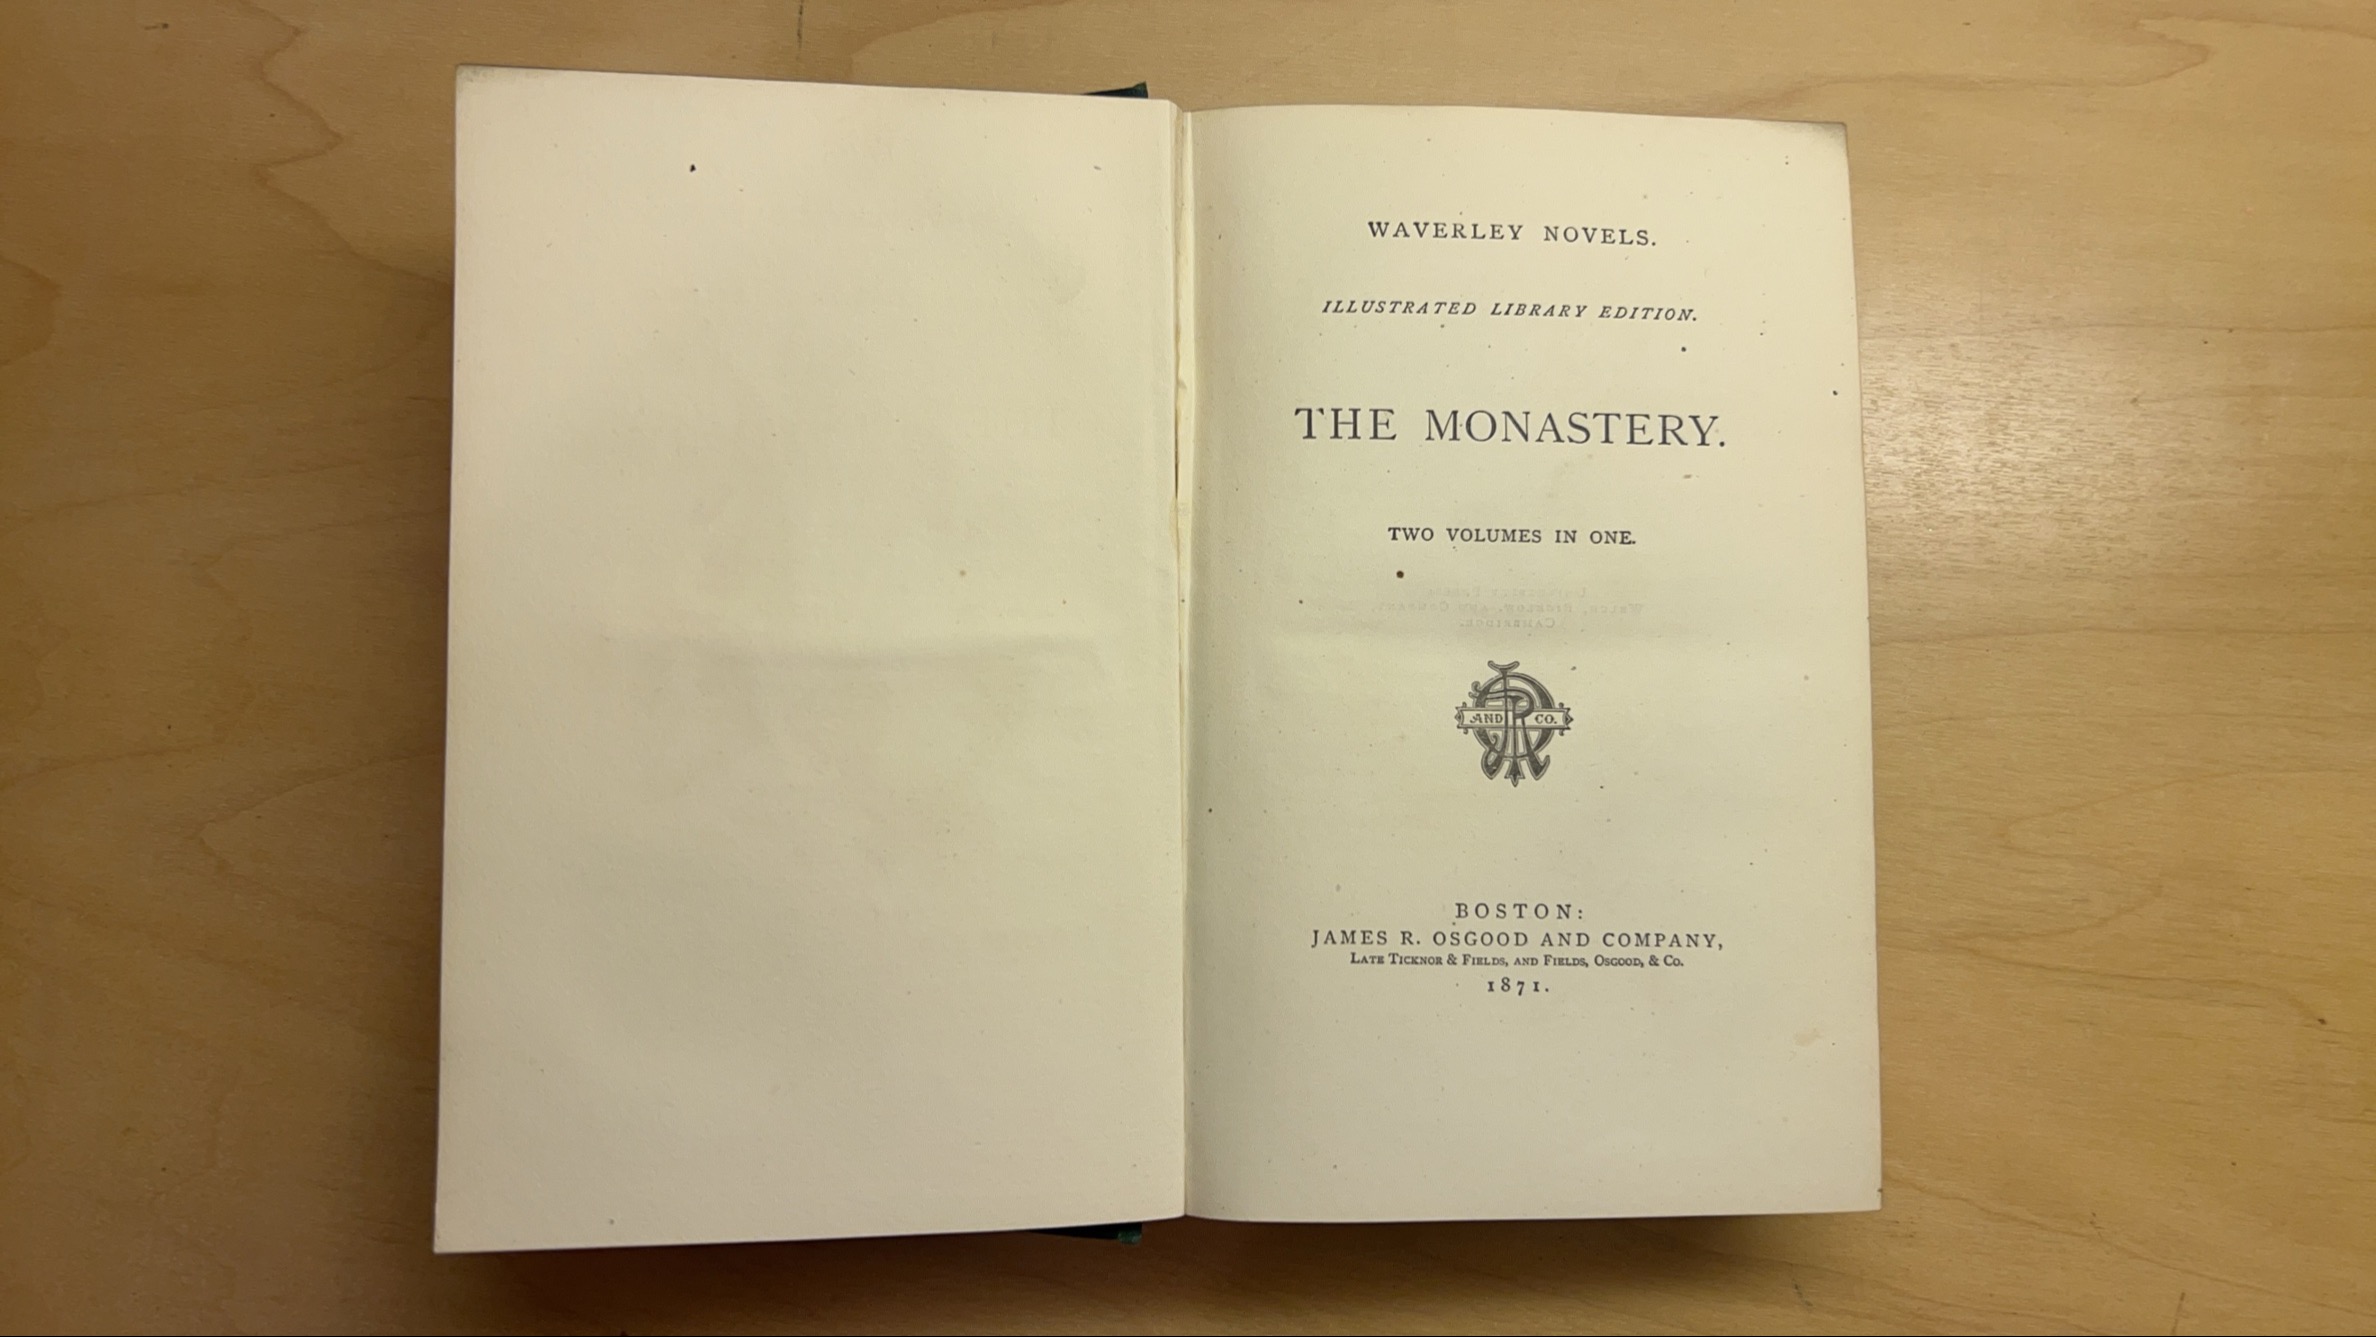 WAVERLEY NOVELS.
ILLUSTRATED LIBRARY EDITION.
THE MONASTERY.
TWO VOLUMES IN ONE.
AND CO.
BOSTON:
JAMES R. OSGOOD AND COMPANY,
LATE TICKNOR & FIELDS, AND FIELDS, OSGOOD, & CO.
1871.